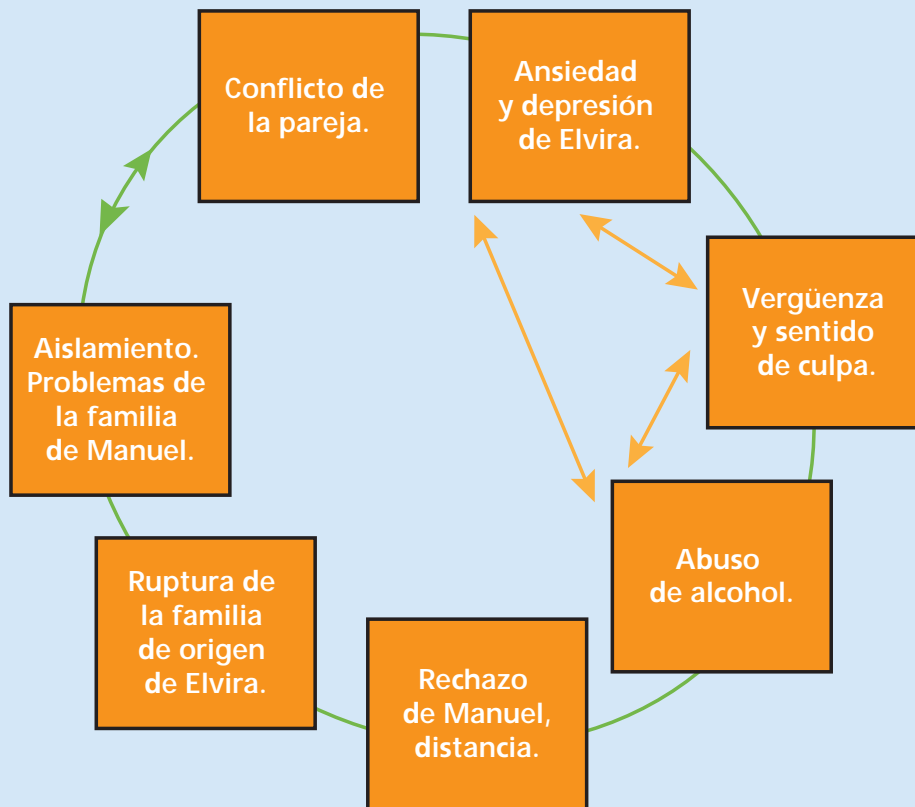 Conflicto de
la pareja.
Ansiedad
y depresión
de Elvira.
Vergüenza
y sentido
de culpa.
Abuso
de alcohol.
Rechazo
de Manuel,
distancia.
Ruptura de
la familia
de origen
de Elvira.
Aislamiento.
Problemas de
la familia
de Manuel.